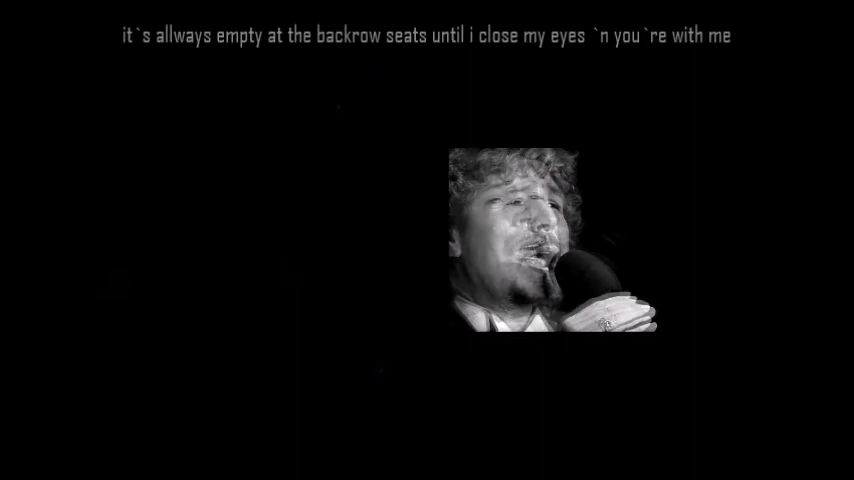 it`s allways empty at the backrow seats until i close my eyes `n you`re with me